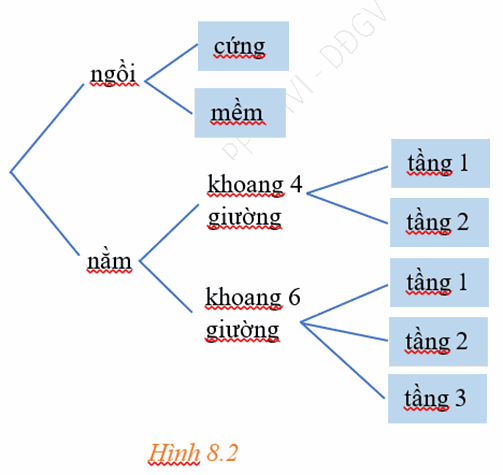 cứng
ngồi
mềm
khoang 4
giường
tầng 1
tầng 2
nằm
khoang 6
giường
tầng 1
tầng 2
tầng 3
Hình 8.2